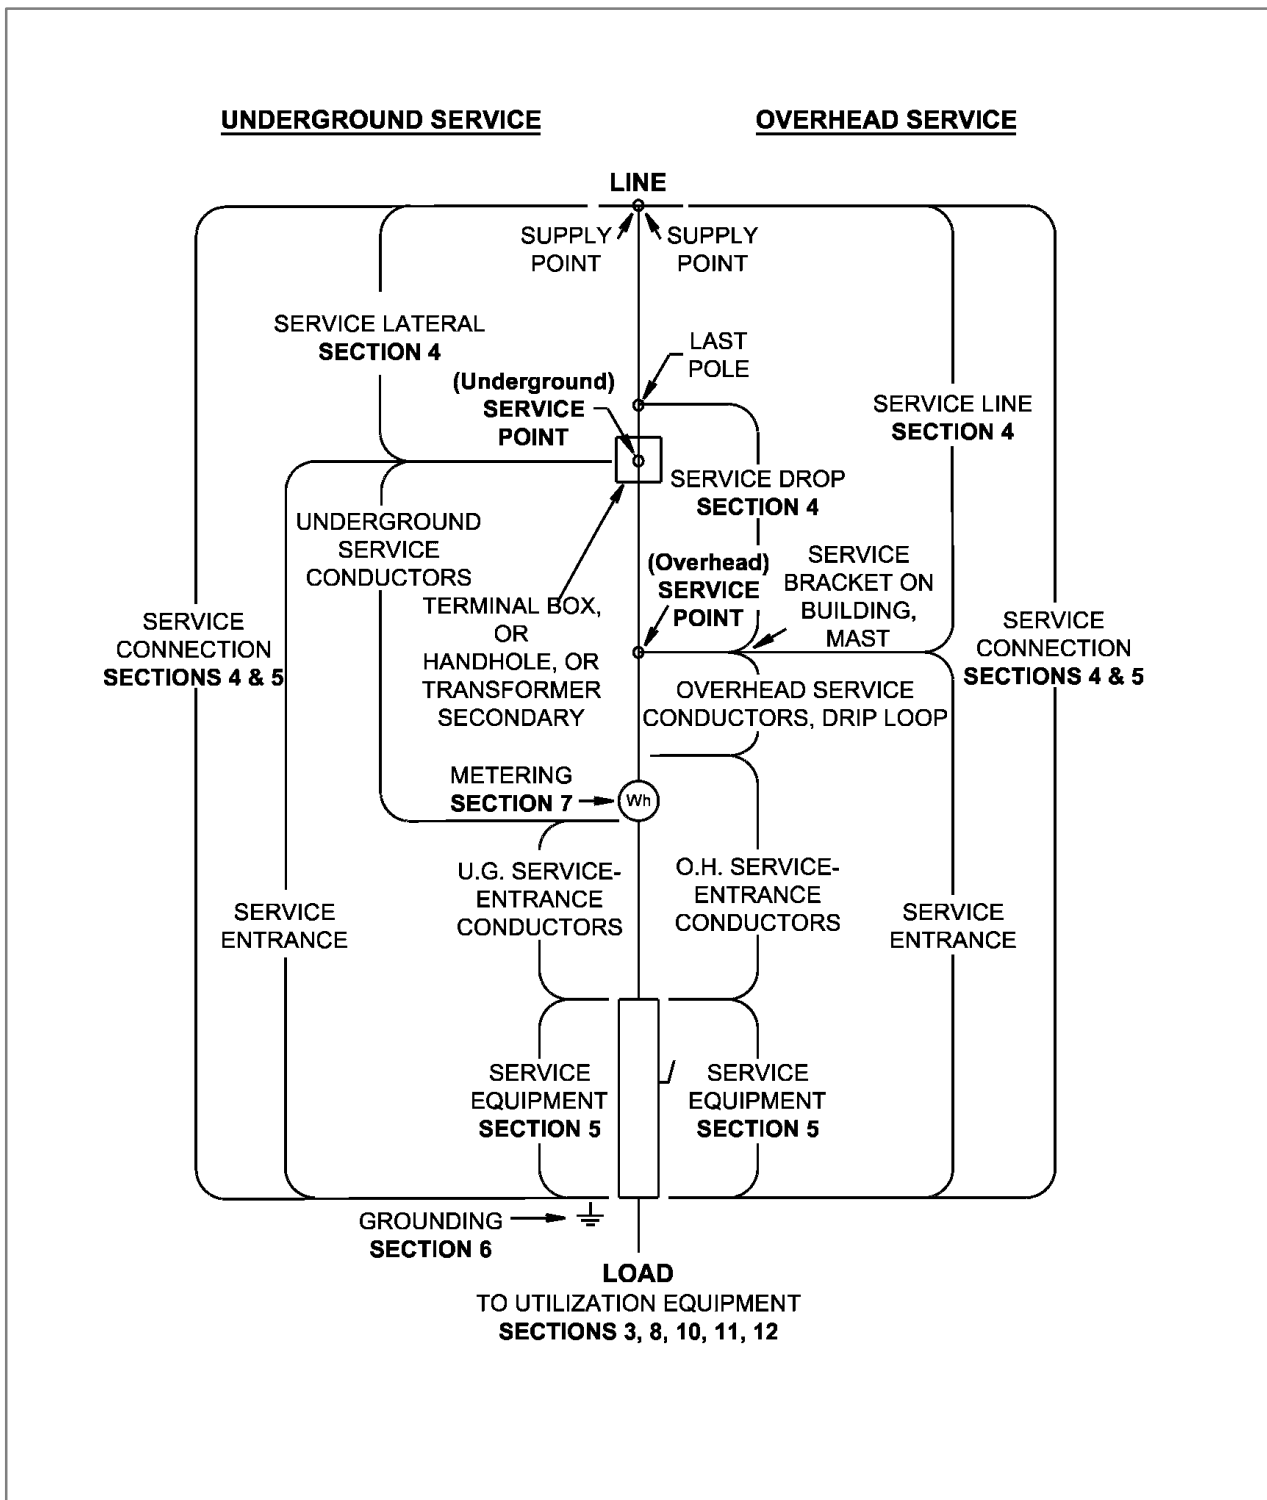 UNDERGROUND SERVICE
OVERHEAD SERVICE
LINE
SUPPLY
POINT
SUPPLY
POINT
SERVICE LATERAL
SECTION 4
LAST
POLE
(Underground)
SERVICE
POINT
SERVICE LINE
SECTION 4
SERVICE DROP
SECTION 4
UNDERGROUND
SERVICE
CONDUCTORS
(Overhead)
SERVICE
POINT
SERVICE
BRACKET ON
BUILDING,
MAST
TERMINAL BOX,
OR
HANDHOLE, OR
TRANSFORMER
SECONDARY
SERVICE
CONNECTION
SECTIONS 4 & 5
SERVICE
CONNECTION
SECTIONS 4 & 5
OVERHEAD SERVICE
CONDUCTORS, DRIP LOOP
METERING
SECTION 7
Wh
U.G. SERVICE-
ENTRANCE
CONDUCTORS
O.H. SERVICE-
ENTRANCE
CONDUCTORS
SERVICE
ENTRANCE
SERVICE
ENTRANCE
SERVICE
EQUIPMENT
SECTION 5
SERVICE
EQUIPMENT
SECTION 5
GROUNDING
SECTION 6
LOAD
TO UTILIZATION EQUIPMENT
SECTIONS 3, 8, 10, 11, 12